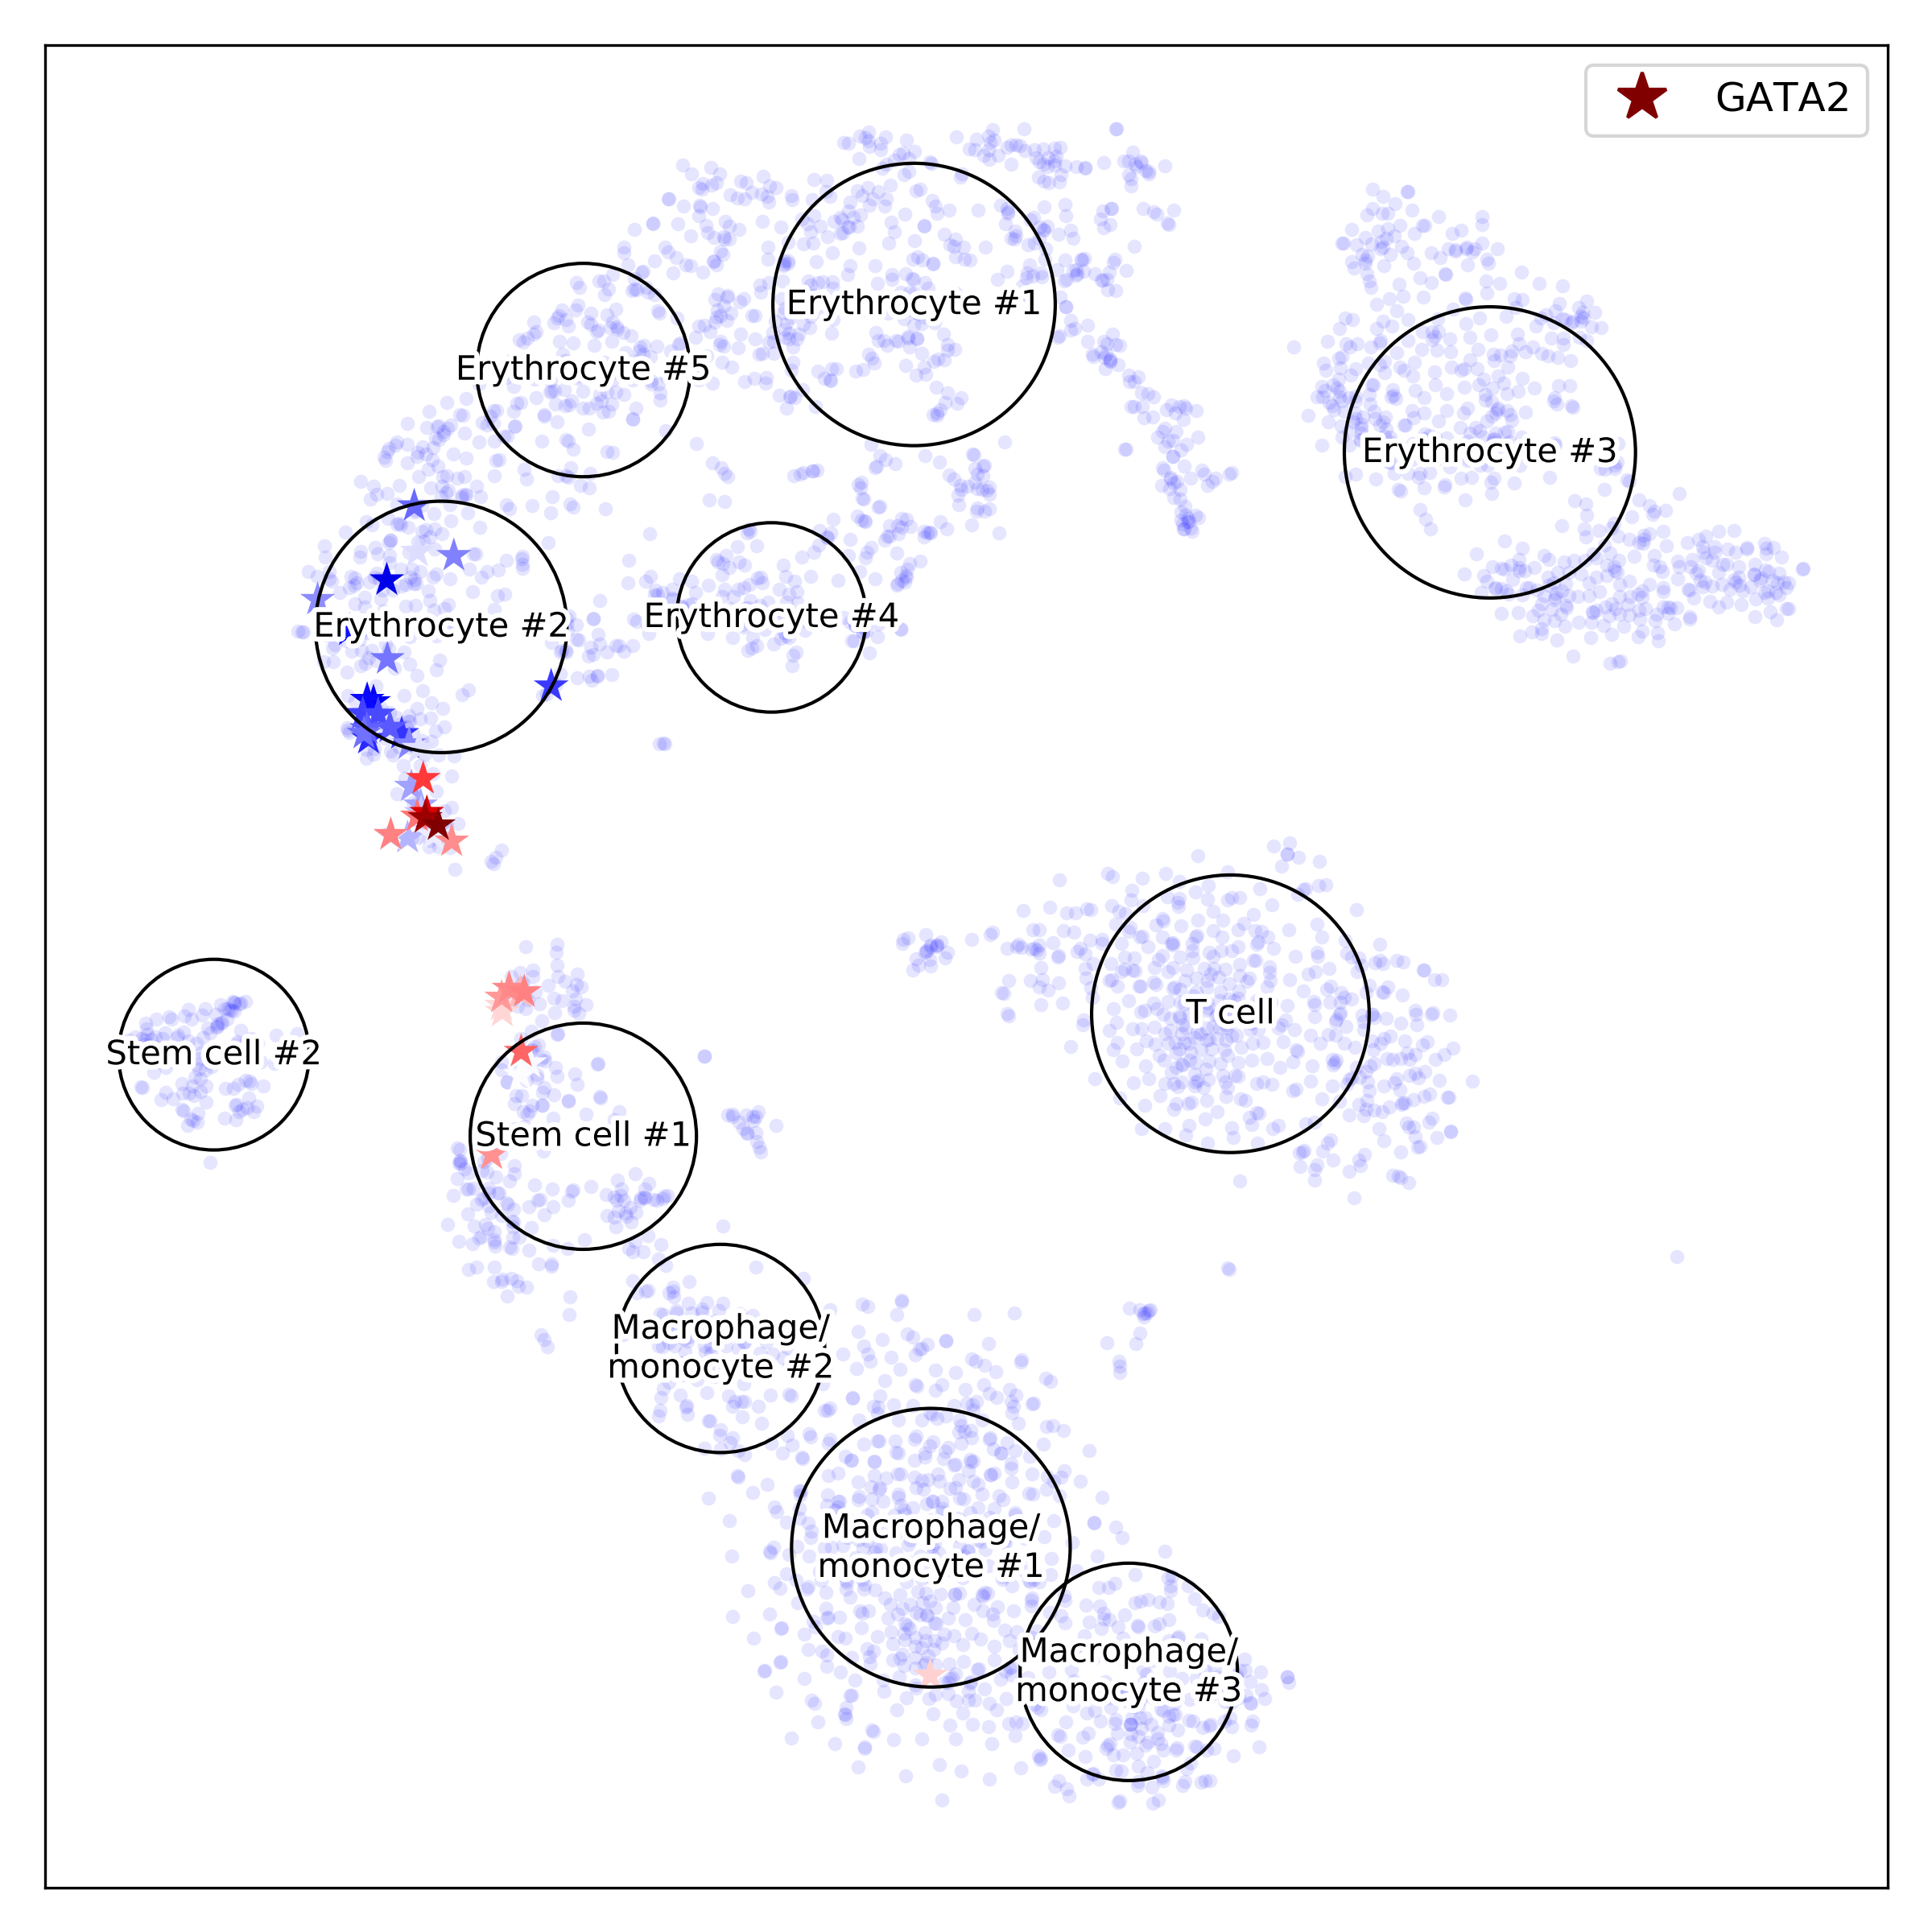 GATA2
Erythrocyte #1
Erythrocyte #5
Erythrocyte #3
Erythrocyte #4
Erythrocyte #2
T cell
Stem cell #2
Stem cell #1
Macrophage/
monocyte #2
Macrophage/
monocyte #1
Macrophage/
monocyte #3